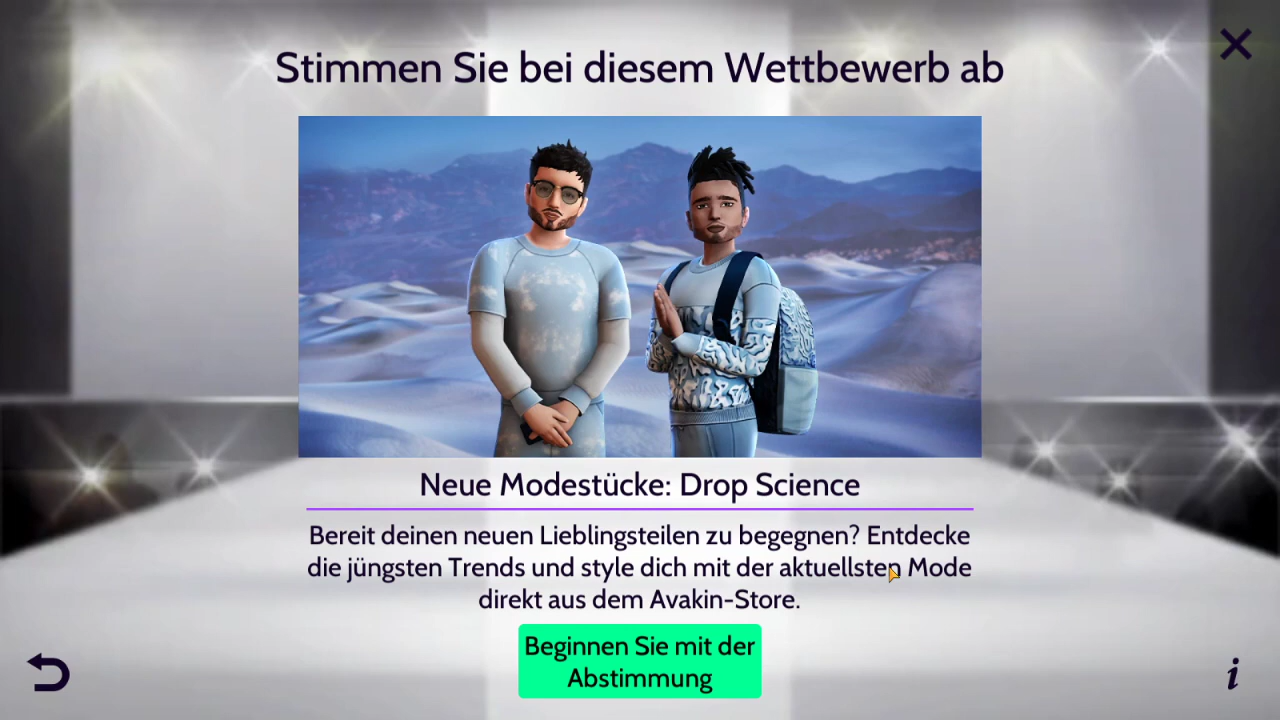 Stimmen Sie bei diesem Wettbewerb ab
Neue Modestücke: Drop Science
Bereit deinen neuen Lieblingsteilen zu begegnen? Entdecke
die jüngsten Trends und style dich mit der aktuellsten Mode
direkt aus dem Avakin-Store.
Beginnen Sie mit der
Abstimmung
i